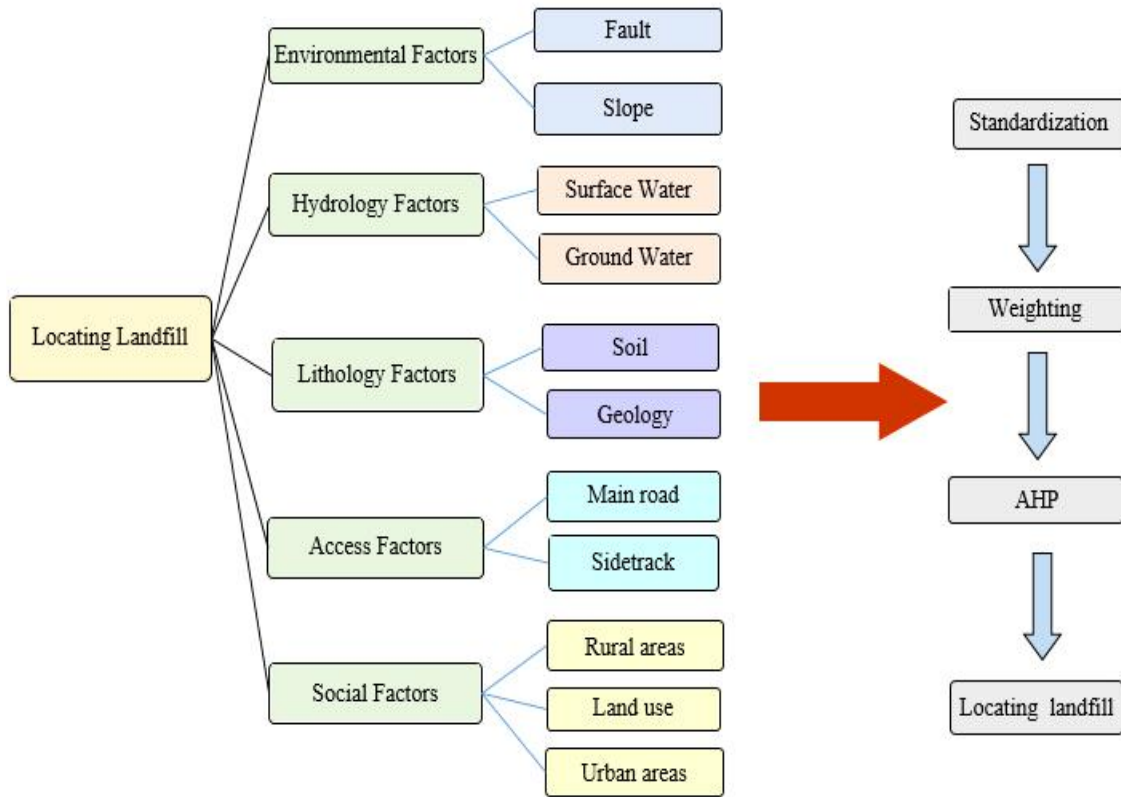 Locating Landfill
Environmental Factors
Fault
Slope
Hydrology Factors
Surface Water
Ground Water
Lithology Factors
Soil
Geology
Access Factors
Main road
Sidetrack
Social Factors
Rural areas
Land use
Urban areas
Standardization
Weighting
AHP
Locating landfill